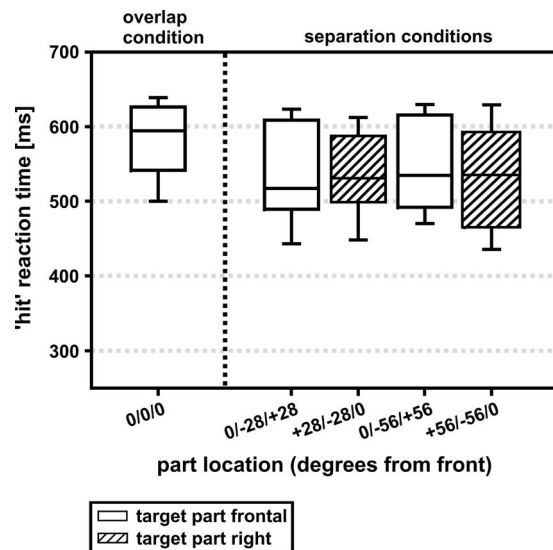 overlap condition
separation conditions
'hit' reaction time [ms]
700
600
500
400
300
0/0/0
0/-28/+28
+28/-28/0
0/-56/+56
+56/-56/0
part location (degrees from front)
target part frontal
target part right